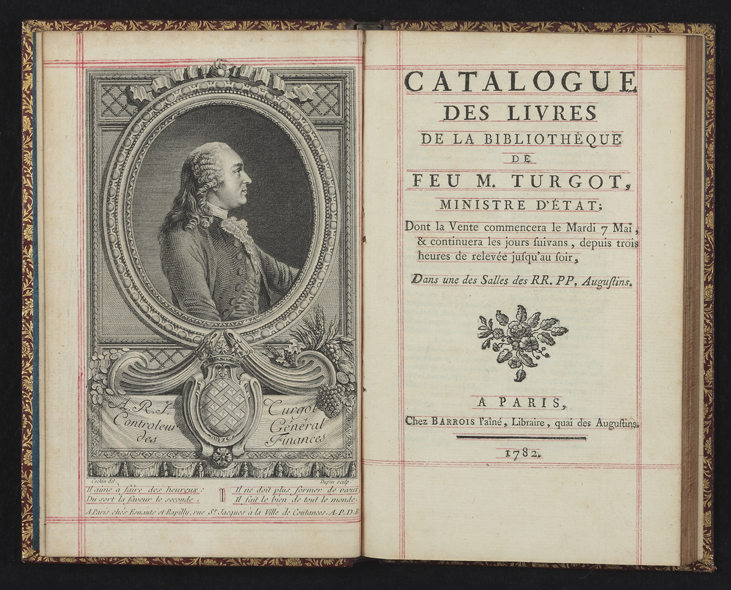 A. R. J. Turgot
Controleur Général
des Finances
Cochin del.
Dupin sculp.
Il aime à faire des heureux;
Du sort la faveur le seconde.
Il ne doit plus former de vœux:
Il fait le bien de tout le monde.
A Paris chés Esnauts et Rapilly, rue St. Jacques à la Ville de Coutances. A. P. D. R.
CATALOGUE
DES LIVRES
DE LA BIBLIOTHÈQUE
DE
FEU M. TURGOT,
MINISTRE D'ÉTAT;
Dont la Vente commencera le Mardi 7 Mai,
& continuera les jours ſuivans, depuis trois
heures de relevée juſqu'au ſoir,
Dans une des Salles des RR. PP, Auguſtins.
A PARIS,
Chez BARROIS l'aîné, Libraire, quai des Auguſtins.
1782.